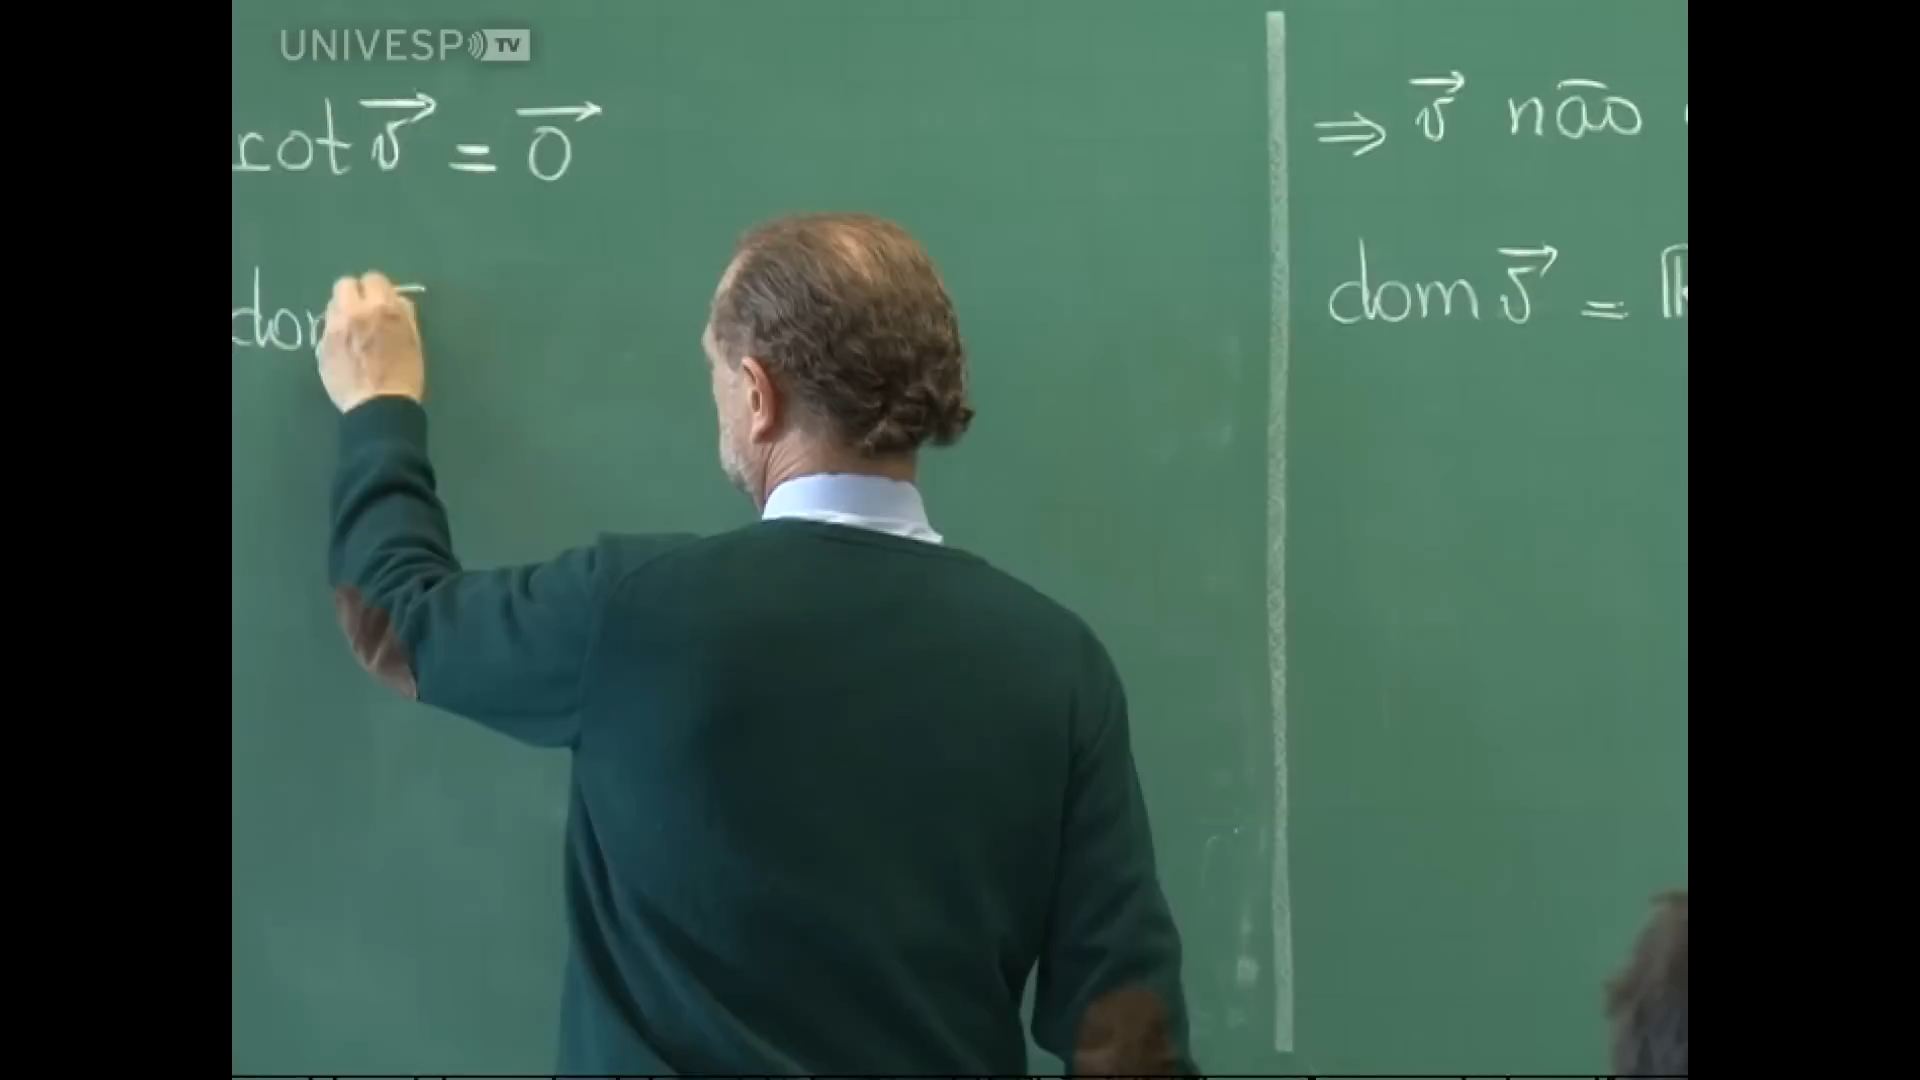 UNIVESP TV
rot v⃗ = 0⃗
⇒ v⃗ não
dom v⃗ =